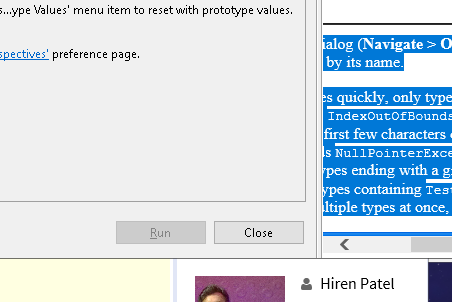 s...ype Values' menu item to reset with prototype values.
spectives' preference page.
Run
Close
ialog (Navigate > O
by its name.
es quickly, only type
IndexOutOfBounds
first few characters
ls NullPointerExce
ypes ending with a
ypes containing Test
ltiple types at once,
Hiren Patel